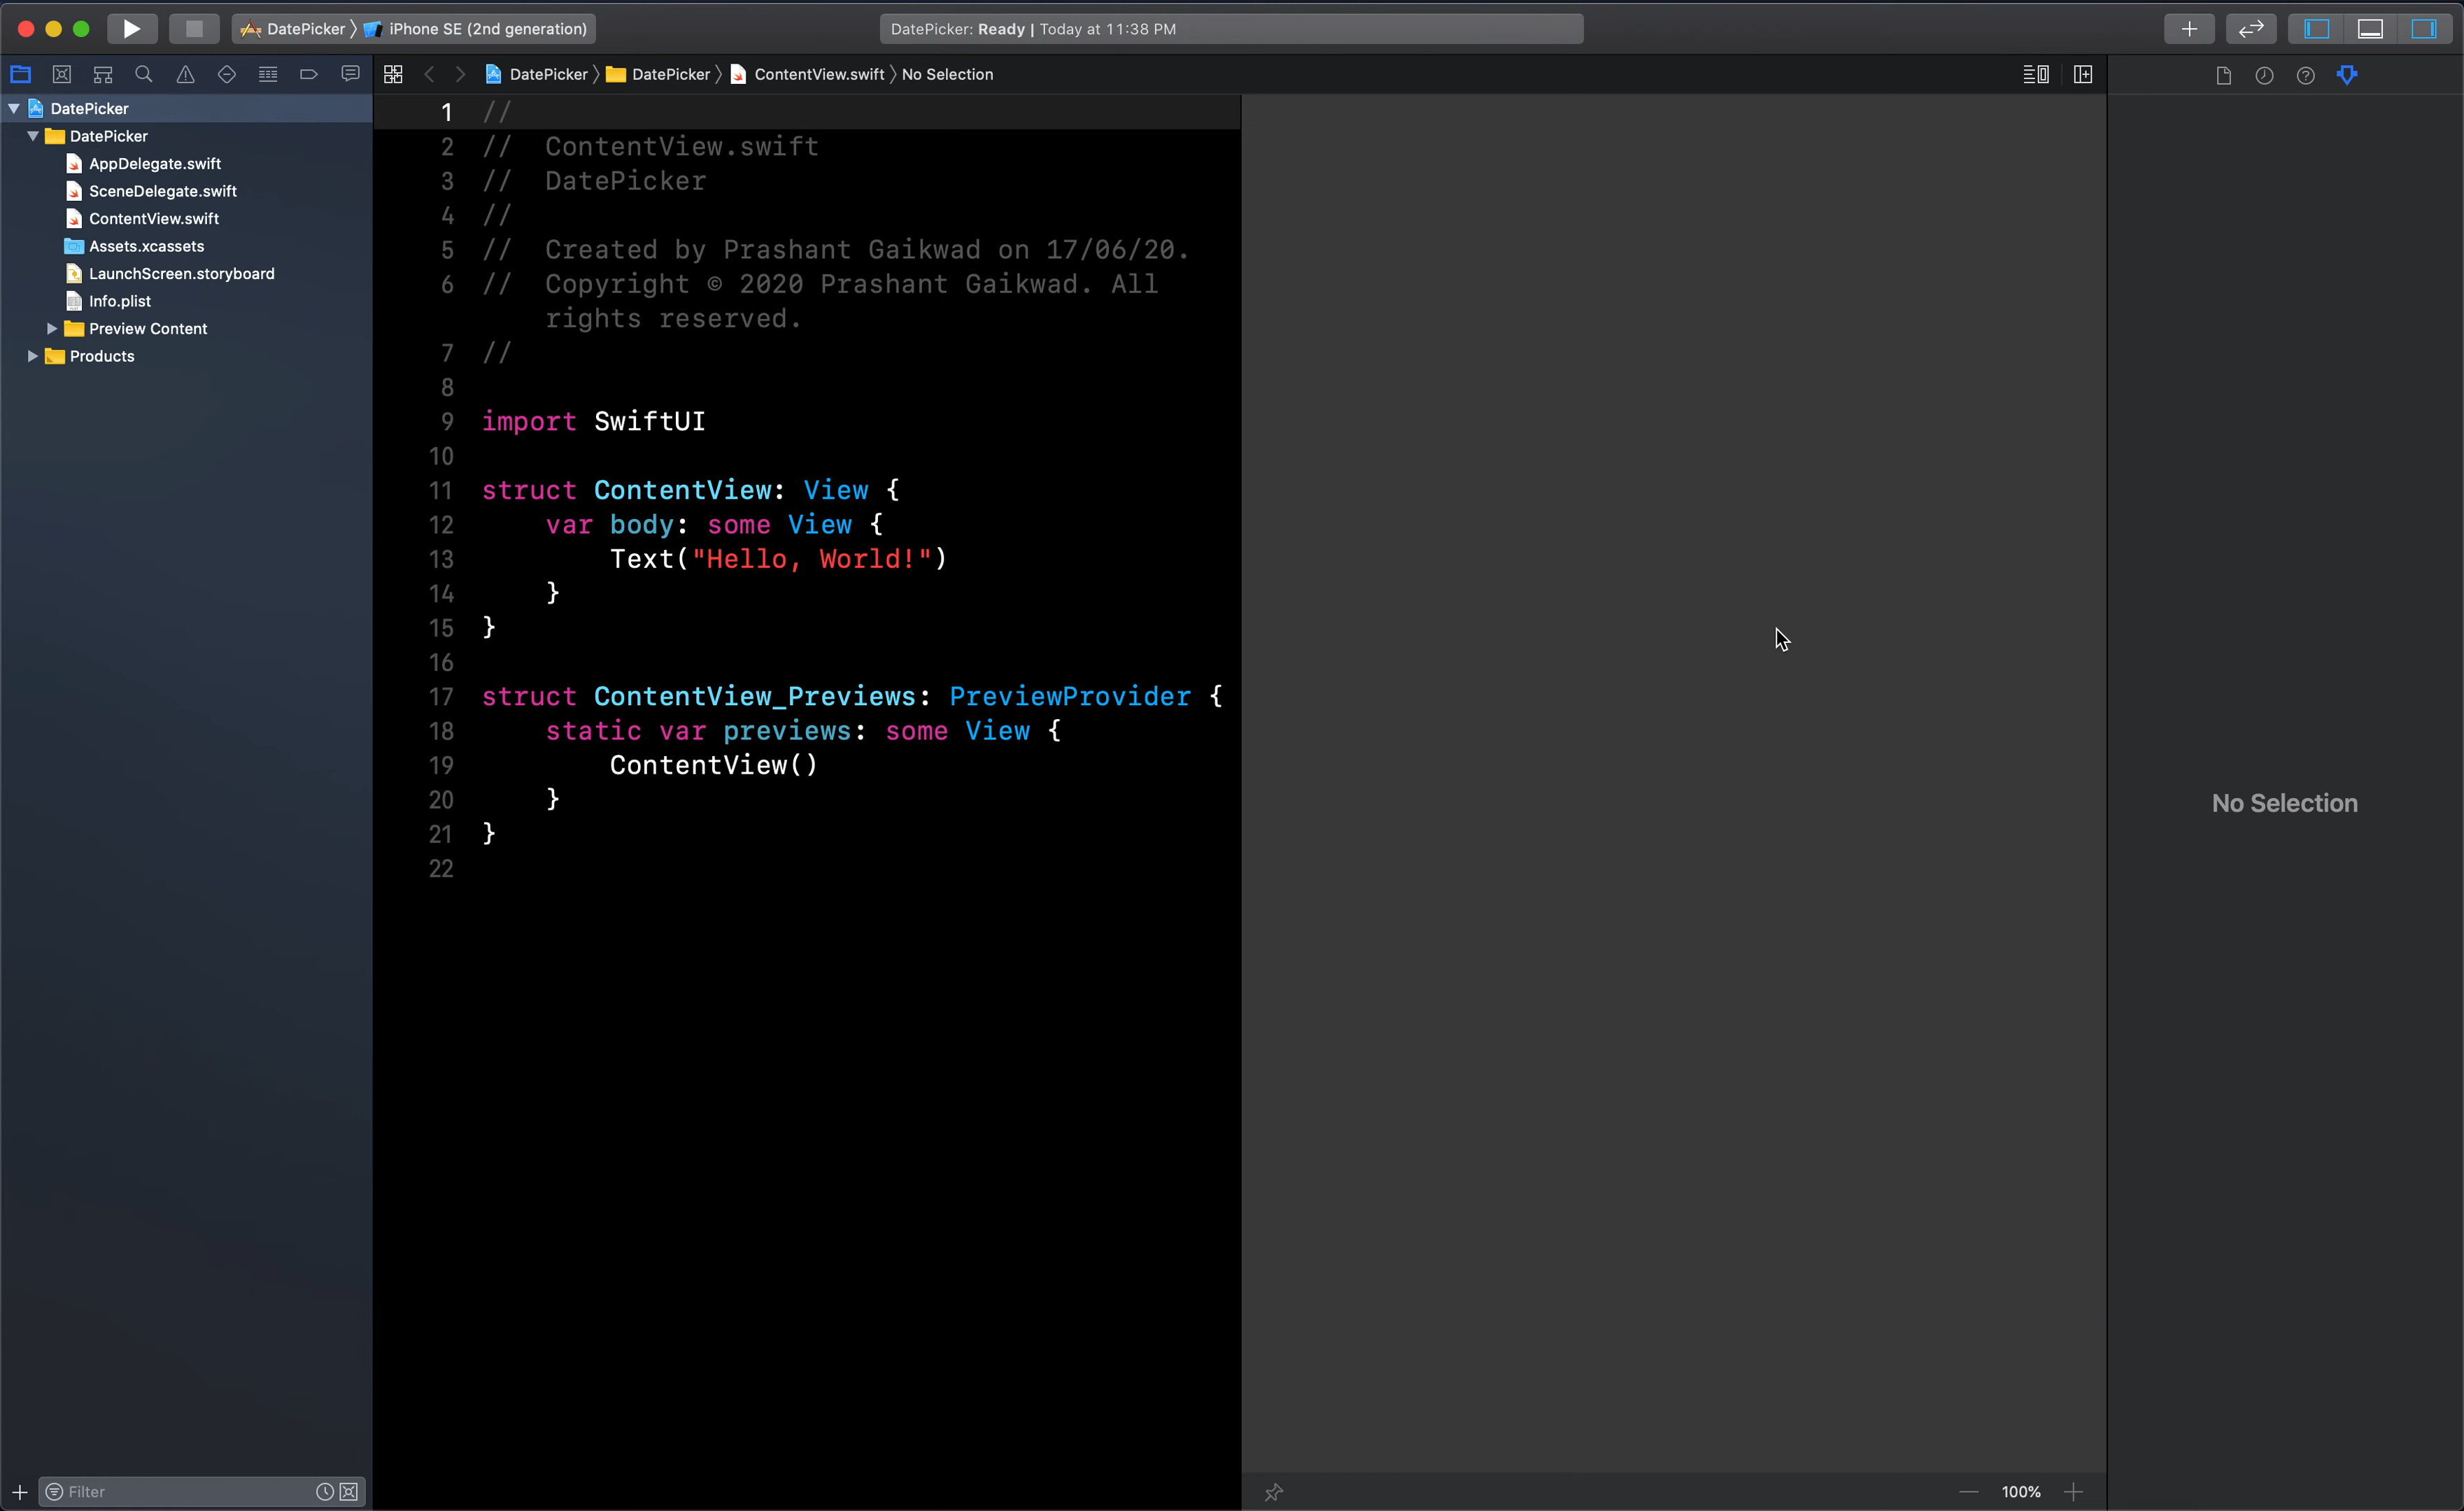 DatePicker iPhone SE (2nd generation)
DatePicker: Ready | Today at 11:38 PM
DatePicker DatePicker ContentView.swift No Selection
DatePicker
DatePicker
AppDelegate.swift
SceneDelegate.swift
ContentView.swift
Assets.xcassets
LaunchScreen.storyboard
Info.plist
Preview Content
Products
Filter
1 //
2 // ContentView.swift
3 // DatePicker
4 //
5 // Created by Prashant Gaikwad on 17/06/20.
6 // Copyright © 2020 Prashant Gaikwad. All
rights reserved.
7 //
8
9 import SwiftUI
10
11 struct ContentView: View {
12 var body: some View {
13 Text("Hello, World!")
14 }
15 }
16
17 struct ContentView_Previews: PreviewProvider {
18 static var previews: some View {
19 ContentView()
20 }
21 }
22
100%
No Selection